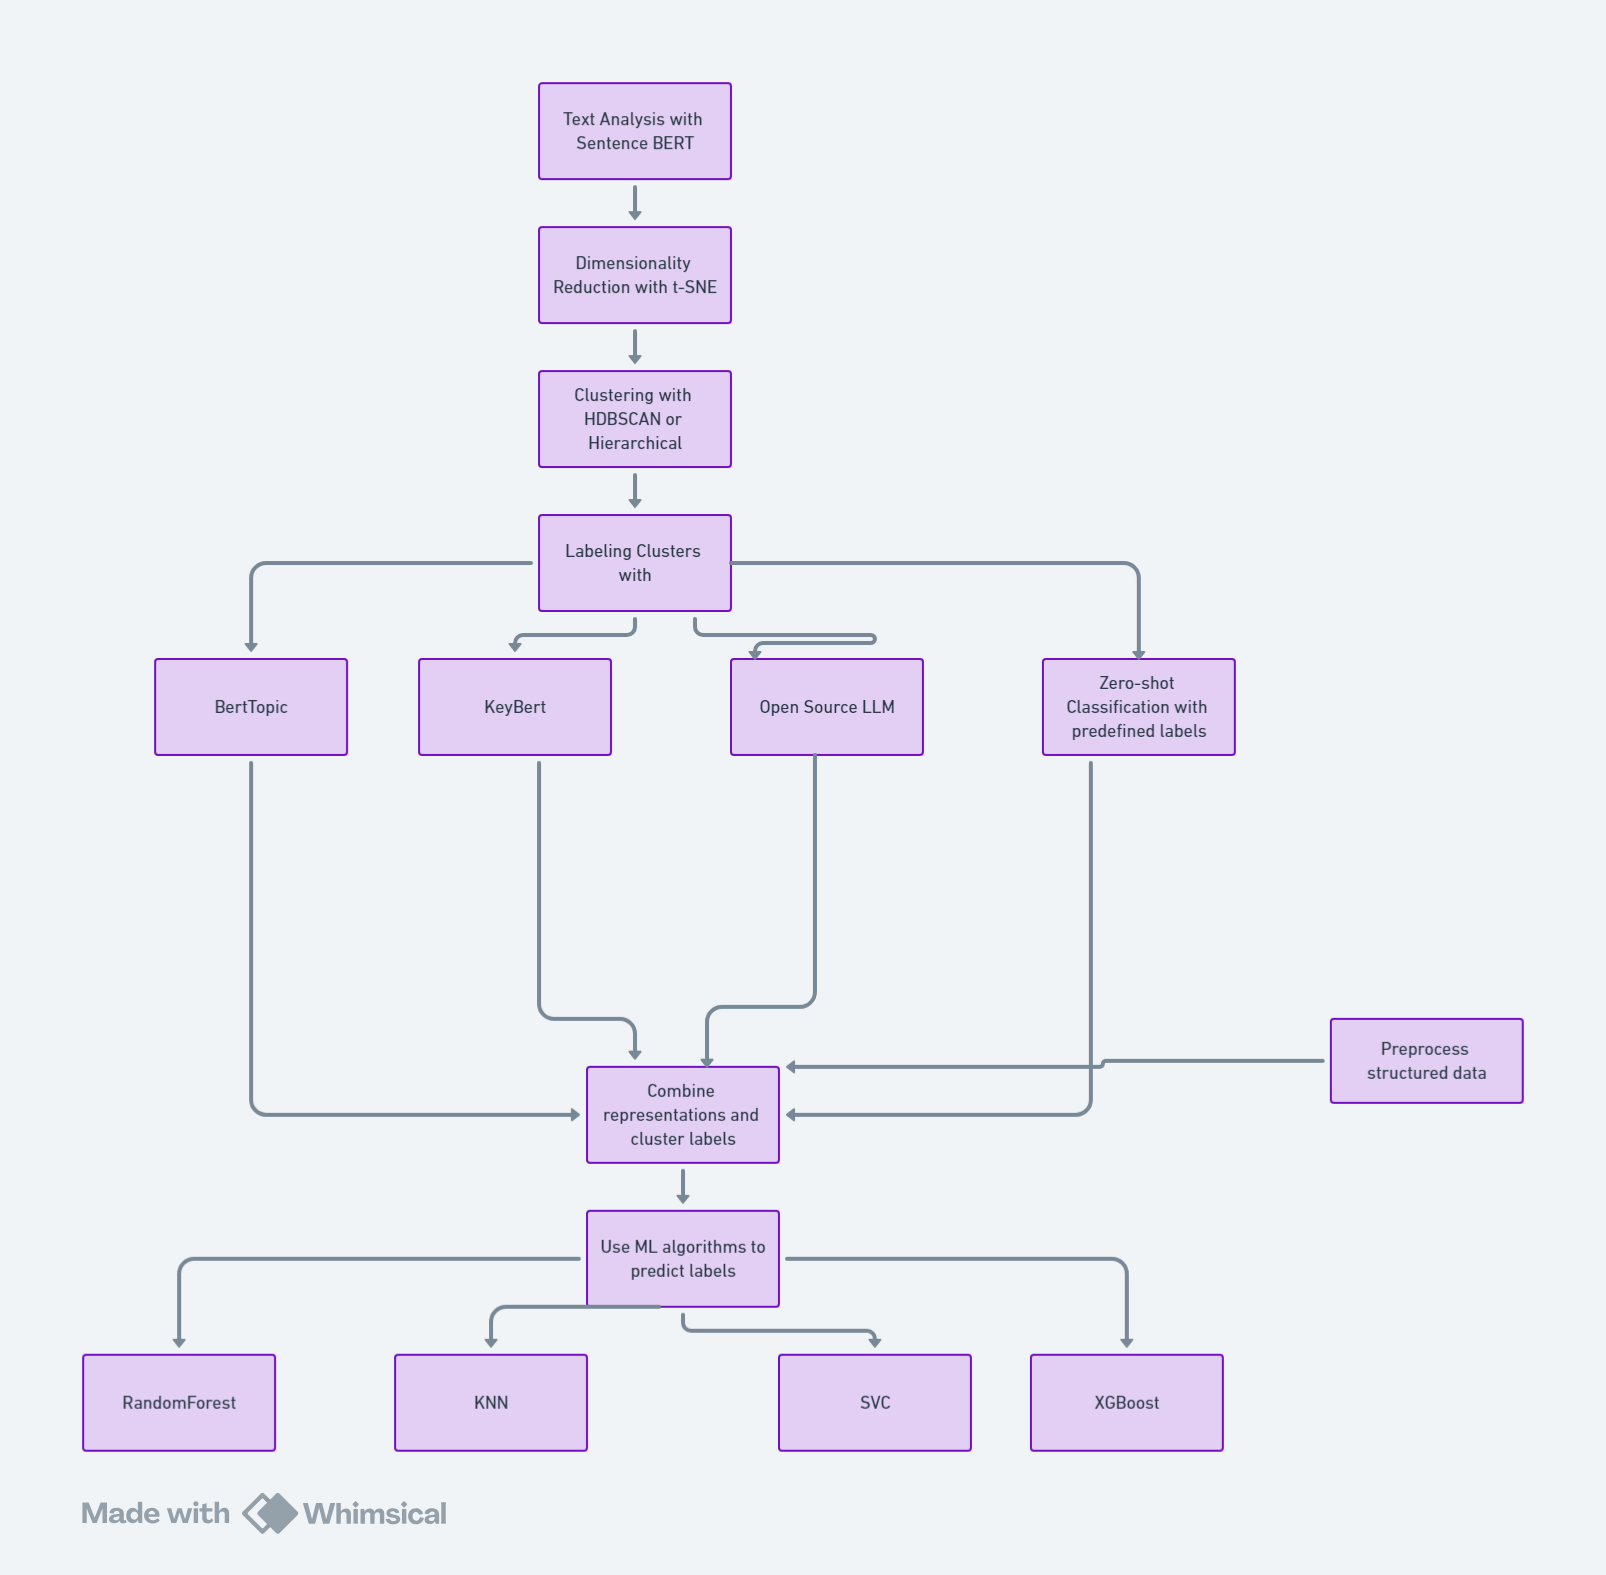 Text Analysis with
Sentence BERT
Dimensionality
Reduction with t-SNE
Clustering with
HDBSCAN or
Hierarchical
Labeling Clusters
with
BertTopic
KeyBert
Open Source LLM
Zero-shot
Classification with
predefined labels
Preprocess
structured data
Combine
representations and
cluster labels
Use ML algorithms to
predict labels
RandomForest
KNN
SVC
XGBoost
Made with Whimsical